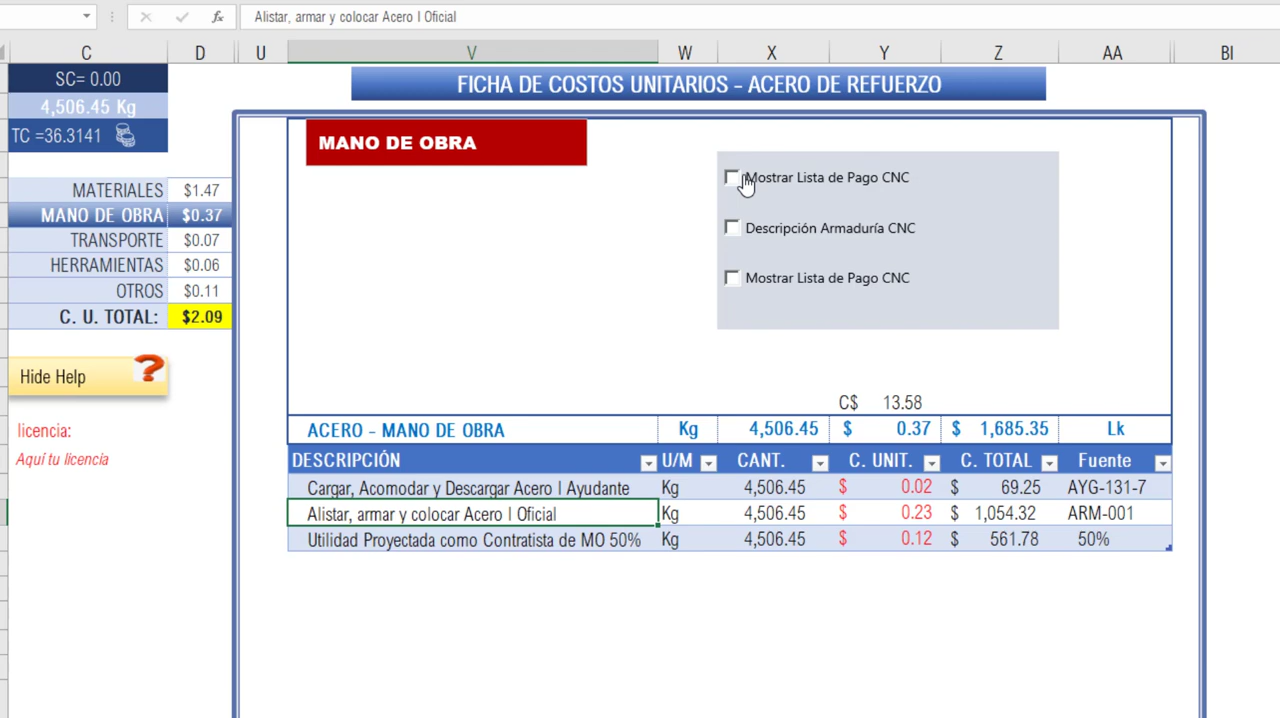 fx Alistar, armar y colocar Acero | Oficial
C D U V W X Y Z AA BI
SC= 0.00
4,506.45 Kg
TC =36.3141
MATERIALES $1.47
MANO DE OBRA $0.37
TRANSPORTE $0.07
HERRAMIENTAS $0.06
OTROS $0.11
C. U. TOTAL: $2.09
Hide Help ?
licencia:
Aquí tu licencia
FICHA DE COSTOS UNITARIOS - ACERO DE REFUERZO
MANO DE OBRA
Mostrar Lista de Pago CNC
Descripción Armaduría CNC
Mostrar Lista de Pago CNC
C$ 13.58
ACERO - MANO DE OBRA Kg 4,506.45 $ 0.37 $ 1,685.35 Lk
DESCRIPCIÓN U/M CANT. C. UNIT. C. TOTAL Fuente
Cargar, Acomodar y Descargar Acero | Ayudante Kg 4,506.45 $ 0.02 $ 69.25 AYG-131-7
Alistar, armar y colocar Acero | Oficial Kg 4,506.45 $ 0.23 $ 1,054.32 ARM-001
Utilidad Proyectada como Contratista de MO 50% Kg 4,506.45 $ 0.12 $ 561.78 50%